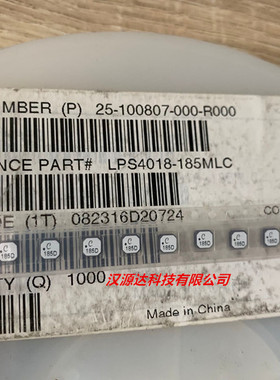 MBER (P) 25-100807-000-R000
NCE PART# LPS4018-185MLC
DE (1T) 082316D20724
CO
C 185D
C 185D
C 185D
C 185D
C 185D
C 185D
C 185D
C 185D
TY (Q) 1000
汉源达科技有限公司
Made in China